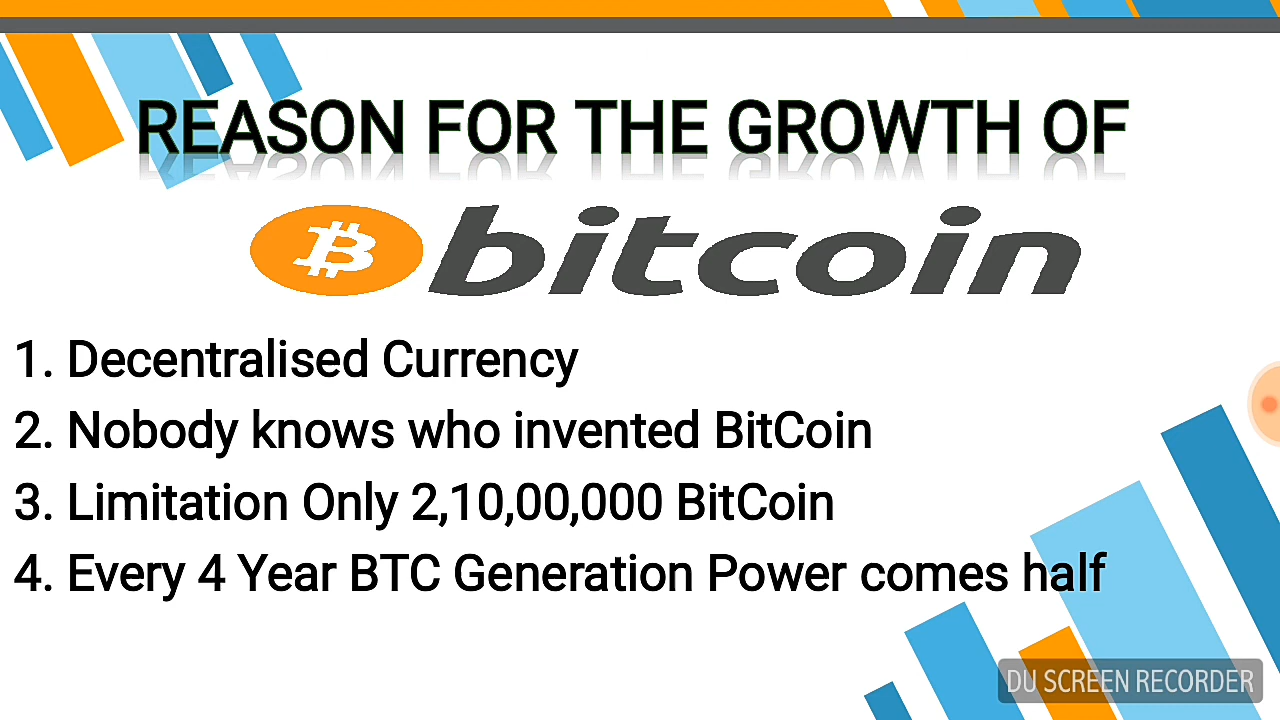 REASON FOR THE GROWTH OF
bitcoin
1. Decentralised Currency
2. Nobody knows who invented BitCoin
3. Limitation Only 2,10,00,000 BitCoin
4. Every 4 Year BTC Generation Power comes half
DU SCREEN RECORDER